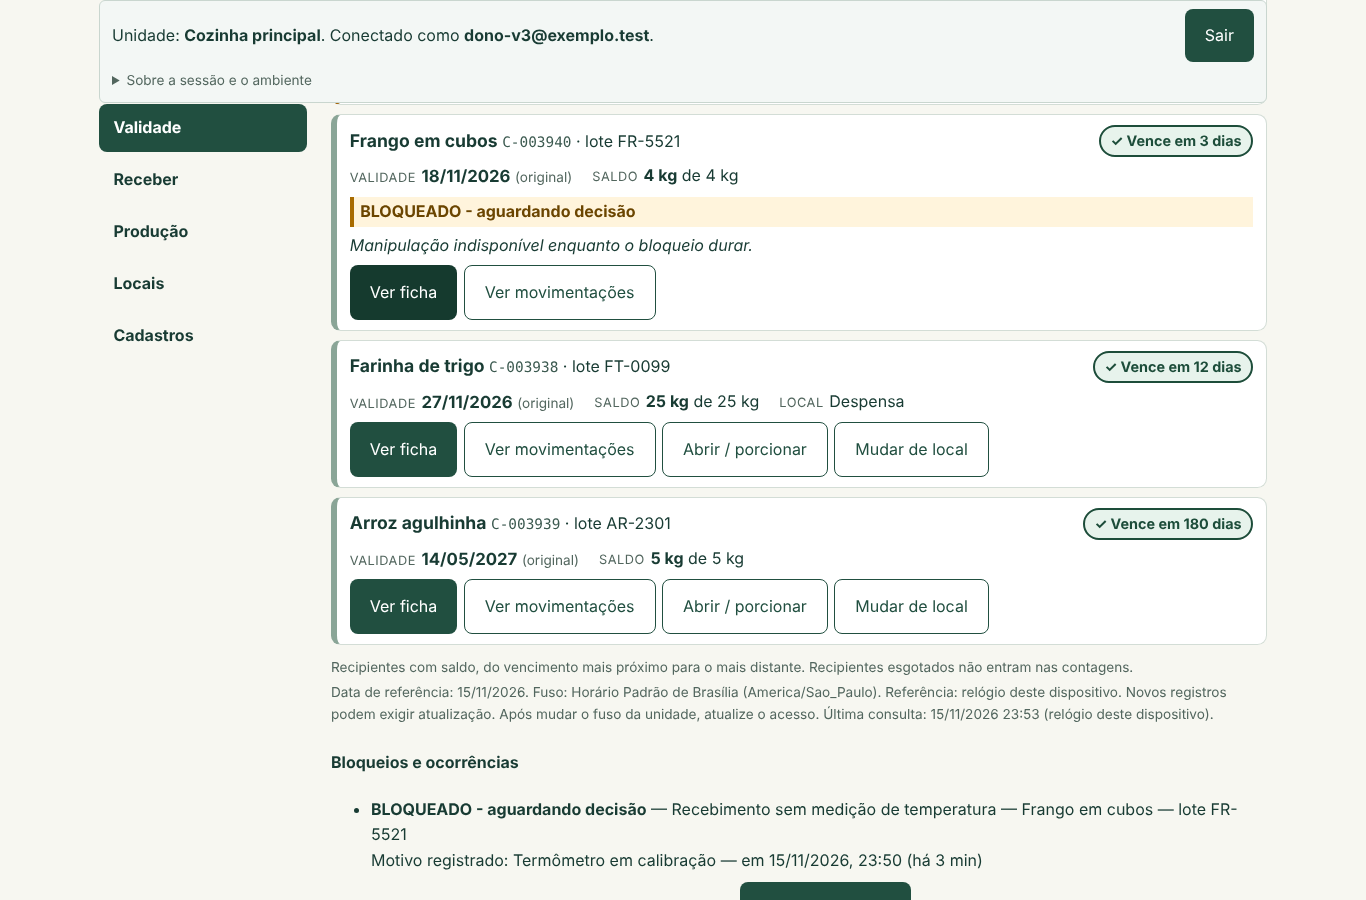 Unidade: Cozinha principal. Conectado como dono-v3@exemplo.test.
Sair
▶ Sobre a sessão e o ambiente
Validade
Receber
Produção
Locais
Cadastros
Frango em cubos C-003940 · lote FR-5521
✓ Vence em 3 dias
VALIDADE 18/11/2026 (original) SALDO 4 kg de 4 kg
BLOQUEADO - aguardando decisão
Manipulação indisponível enquanto o bloqueio durar.
Ver ficha
Ver movimentações
Farinha de trigo C-003938 · lote FT-0099
✓ Vence em 12 dias
VALIDADE 27/11/2026 (original) SALDO 25 kg de 25 kg LOCAL Despensa
Ver ficha
Ver movimentações
Abrir / porcionar
Mudar de local
Arroz agulhinha C-003939 · lote AR-2301
✓ Vence em 180 dias
VALIDADE 14/05/2027 (original) SALDO 5 kg de 5 kg
Ver ficha
Ver movimentações
Abrir / porcionar
Mudar de local
Recipientes com saldo, do vencimento mais próximo para o mais distante. Recipientes esgotados não entram nas contagens.
Data de referência: 15/11/2026. Fuso: Horário Padrão de Brasília (America/Sao_Paulo). Referência: relógio deste dispositivo. Novos registros
podem exigir atualização. Após mudar o fuso da unidade, atualize o acesso. Última consulta: 15/11/2026 23:53 (relógio deste dispositivo).
Bloqueios e ocorrências
• BLOQUEADO - aguardando decisão — Recebimento sem medição de temperatura — Frango em cubos — lote FR-
5521
Motivo registrado: Termômetro em calibração — em 15/11/2026, 23:50 (há 3 min)